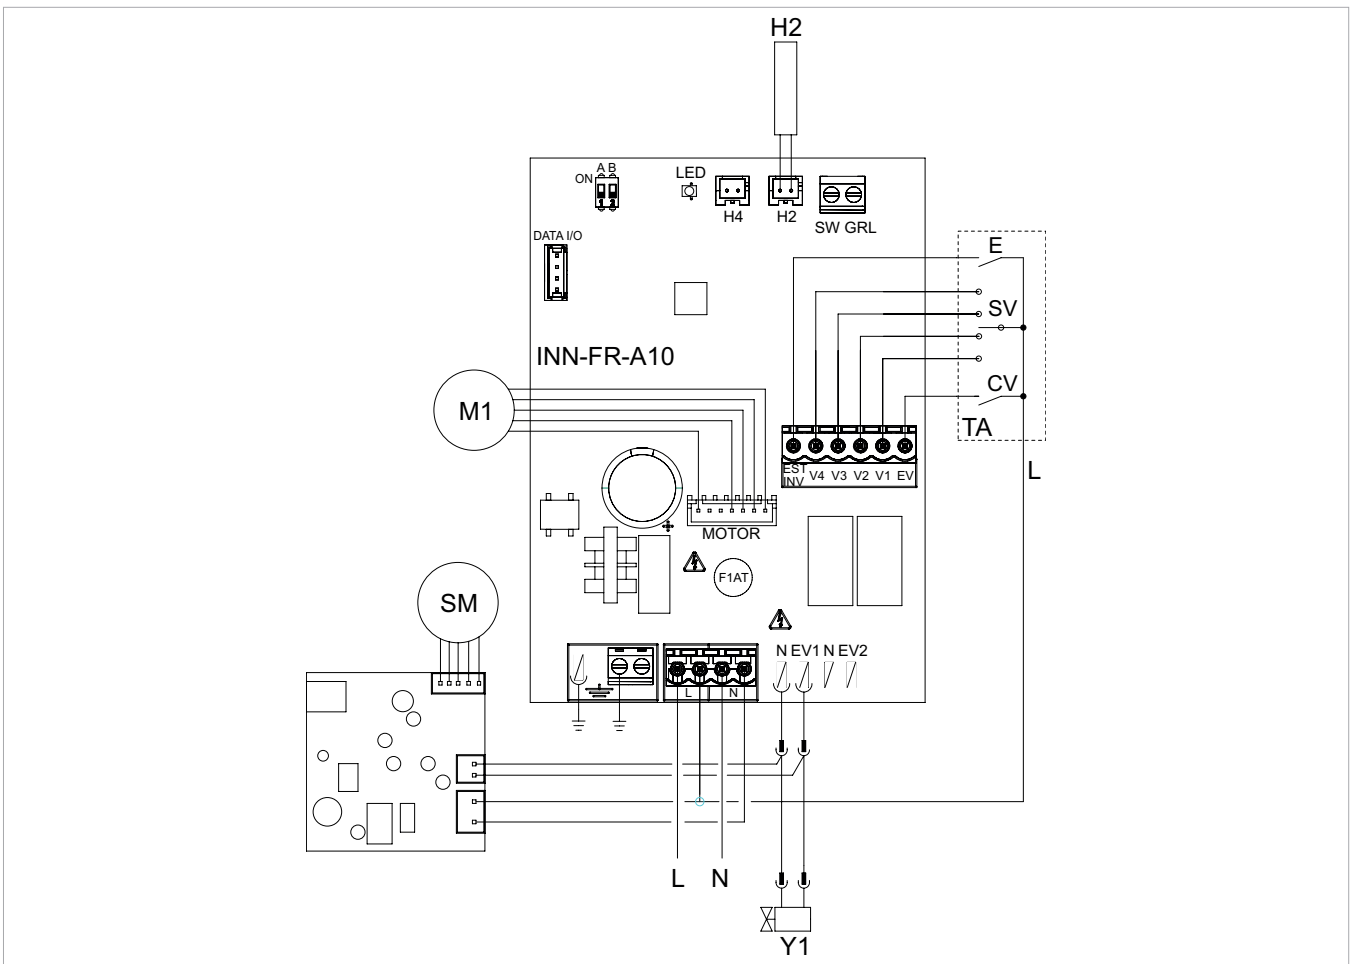 H2
A B
ON
1 2
LED
H4
H2
SW GRL
DATA I/O
E
SV
INN-FR-A10
CV
M1
TA
EST
INV V4 V3 V2 V1 EV
L
MOTOR
F1AT
SM
N EV1 N EV2
L N
L N
Y1